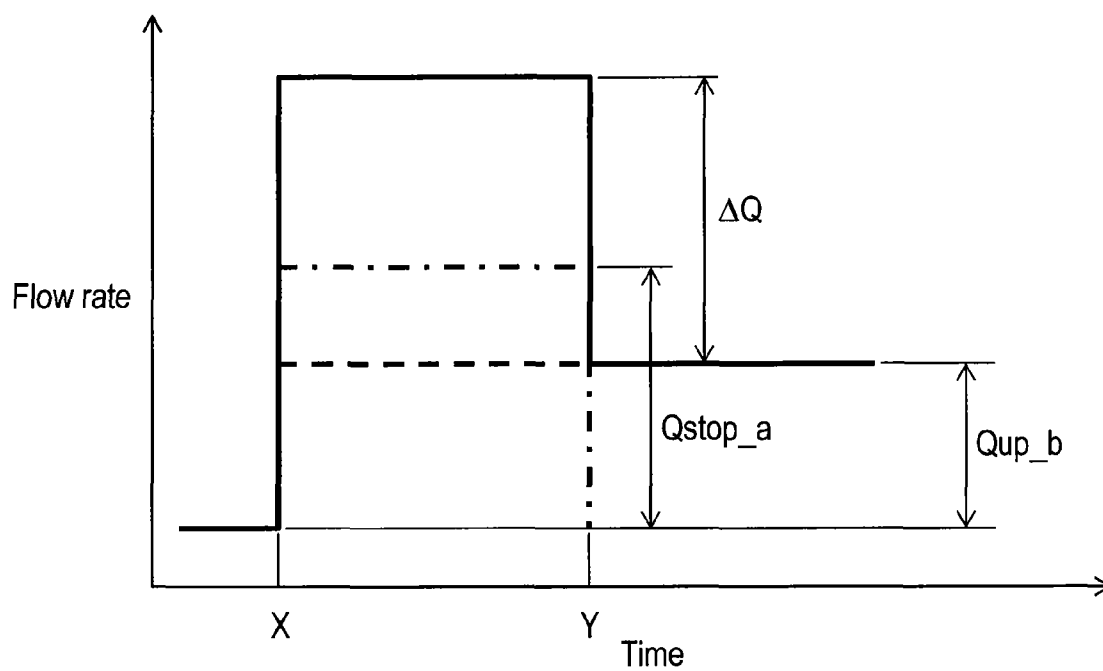 ΔQ
Flow rate
Qstop_a
Qup_b
X
Y
Time